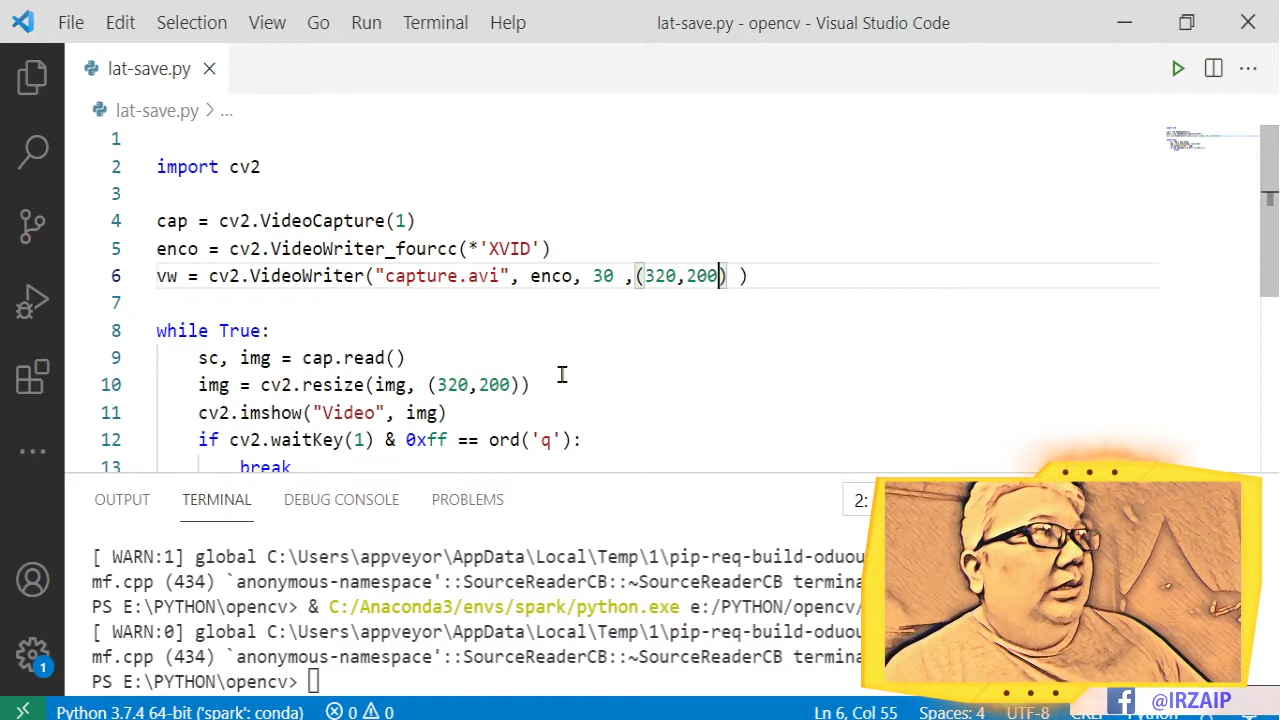 File Edit Selection View Go Run Terminal Help lat-save.py - opencv - Visual Studio Code
lat-save.py
lat-save.py > ...
1
2 import cv2
3
4 cap = cv2.VideoCapture(1)
5 enco = cv2.VideoWriter_fourcc(*'XVID')
6 vw = cv2.VideoWriter("capture.avi", enco, 30 ,(320,200) )
7
8 while True:
9 sc, img = cap.read()
10 img = cv2.resize(img, (320,200))
11 cv2.imshow("Video", img)
12 if cv2.waitKey(1) & 0xff == ord('q'):
13 break
OUTPUT TERMINAL DEBUG CONSOLE PROBLEMS 2:
[ WARN:1] global C:\Users\appveyor\AppData\Local\Temp\1\pip-req-build-oduou
mf.cpp (434) `anonymous-namespace'::SourceReaderCB::~SourceReaderCB termina
PS E:\PYTHON\opencv> & C:/Anaconda3/envs/spark/python.exe e:/PYTHON/opencv/
[ WARN:0] global C:\Users\appveyor\AppData\Local\Temp\1\pip-req-build-oduou
mf.cpp (434) `anonymous-namespace'::SourceReaderCB::~SourceReaderCB termina
PS E:\PYTHON\opencv>
1
@IRZAIP
Python 3.7.4 64-bit ('spark': conda) 0 0 Ln 6, Col 55 Spaces: 4 UTF-8 CRLF Python